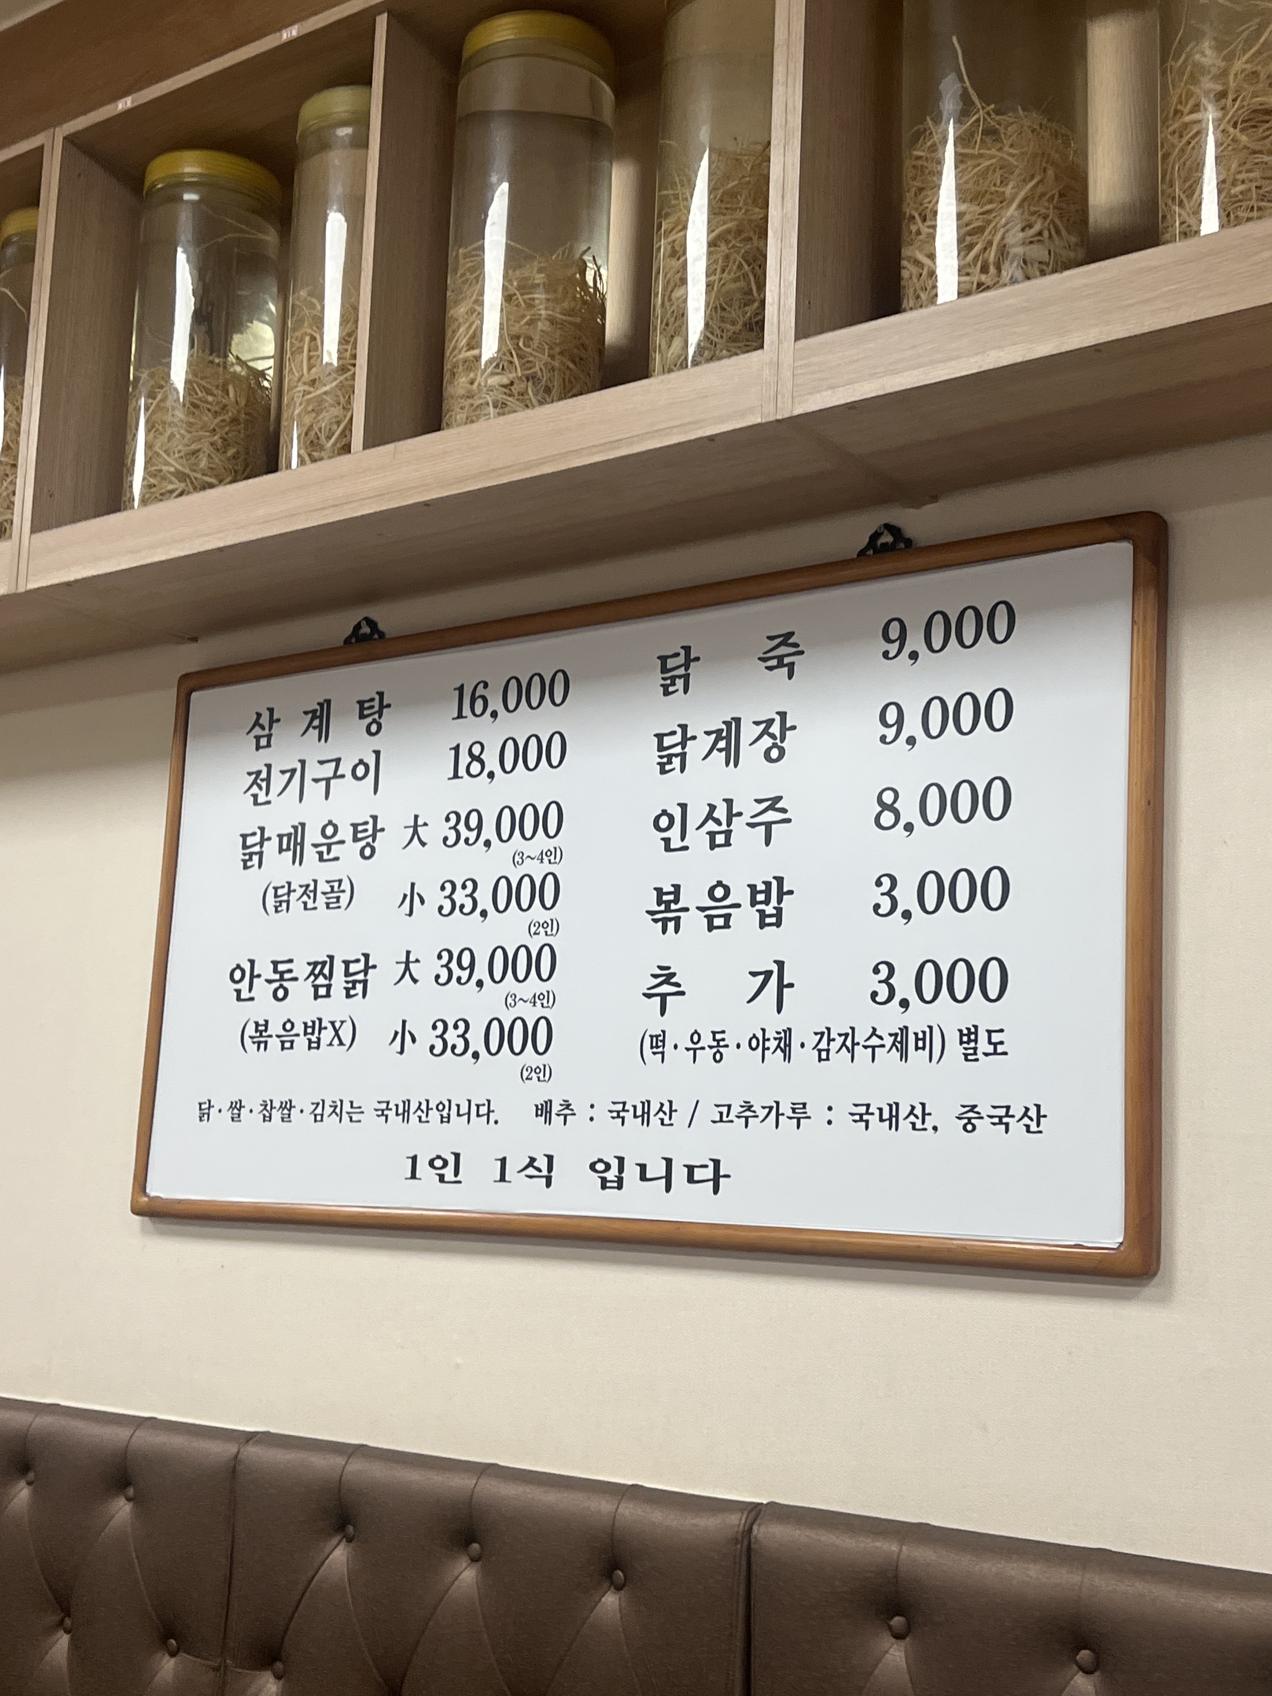 삼계탕 16,000
전기구이 18,000
닭매운탕 大 39,000
(3~4인)
(닭전골) 小 33,000
(2인)
안동찜닭 大 39,000
(3~4인)
(볶음밥X) 小 33,000
(2인)
닭죽 9,000
닭계장 9,000
인삼주 8,000
볶음밥 3,000
추가 3,000
(떡·우동·야채·감자수제비) 별도
닭·쌀·찹쌀·김치는 국내산입니다. 배추 : 국내산 / 고추가루 : 국내산, 중국산
1인 1식 입니다